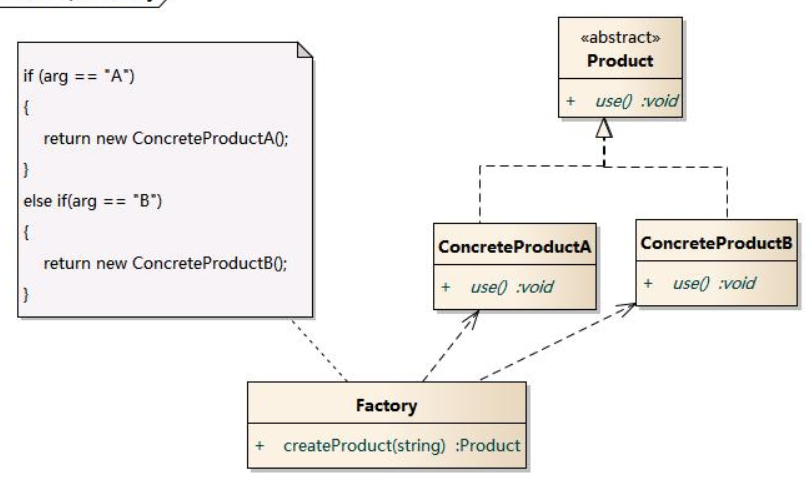 if (arg == "A")
{
return new ConcreteProductA();
}
else if(arg == "B")
{
return new ConcreteProductB();
}
«abstract»
Product
+ use() :void
ConcreteProductA
+ use() :void
ConcreteProductB
+ use() :void
Factory
+ createProduct(string) :Product